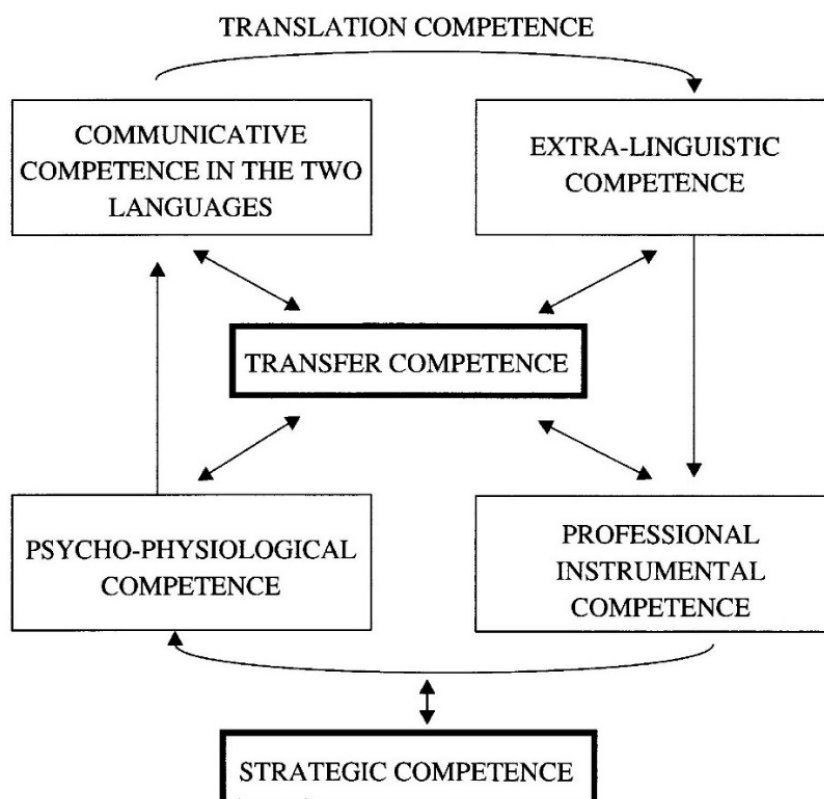 TRANSLATION COMPETENCE
COMMUNICATIVE
COMPETENCE IN THE TWO
LANGUAGES
EXTRA-LINGUISTIC
COMPETENCE
TRANSFER COMPETENCE
PSYCHO-PHYSIOLOGICAL
COMPETENCE
PROFESSIONAL
INSTRUMENTAL
COMPETENCE
STRATEGIC COMPETENCE